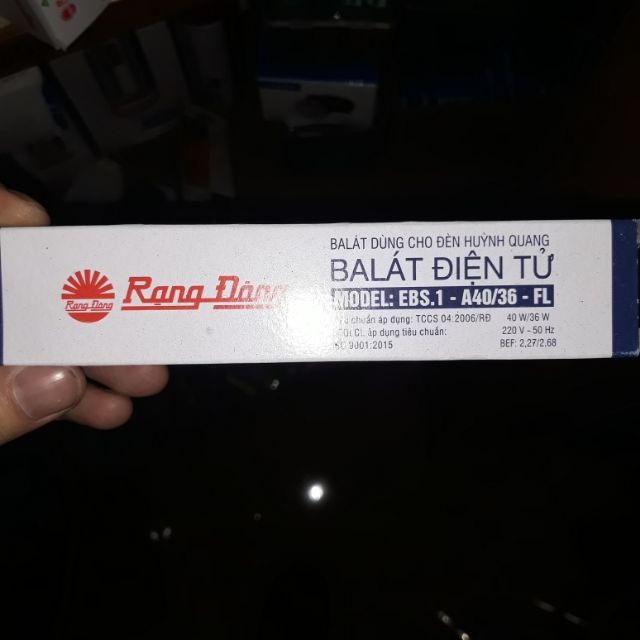 Rạng Đông
Rạng Đông
BALÁT DÙNG CHO ĐÈN HUỲNH QUANG
BALÁT ĐIỆN TỬ
MODEL: EBS.1 - A40/36 - FL
chuẩn áp dụng: TCCS 04:2006/RĐ 40 W/36 W
QLCL áp dụng tiêu chuẩn: 220 V - 50 Hz
ISO 9001:2015 BEF: 2,27/2,68